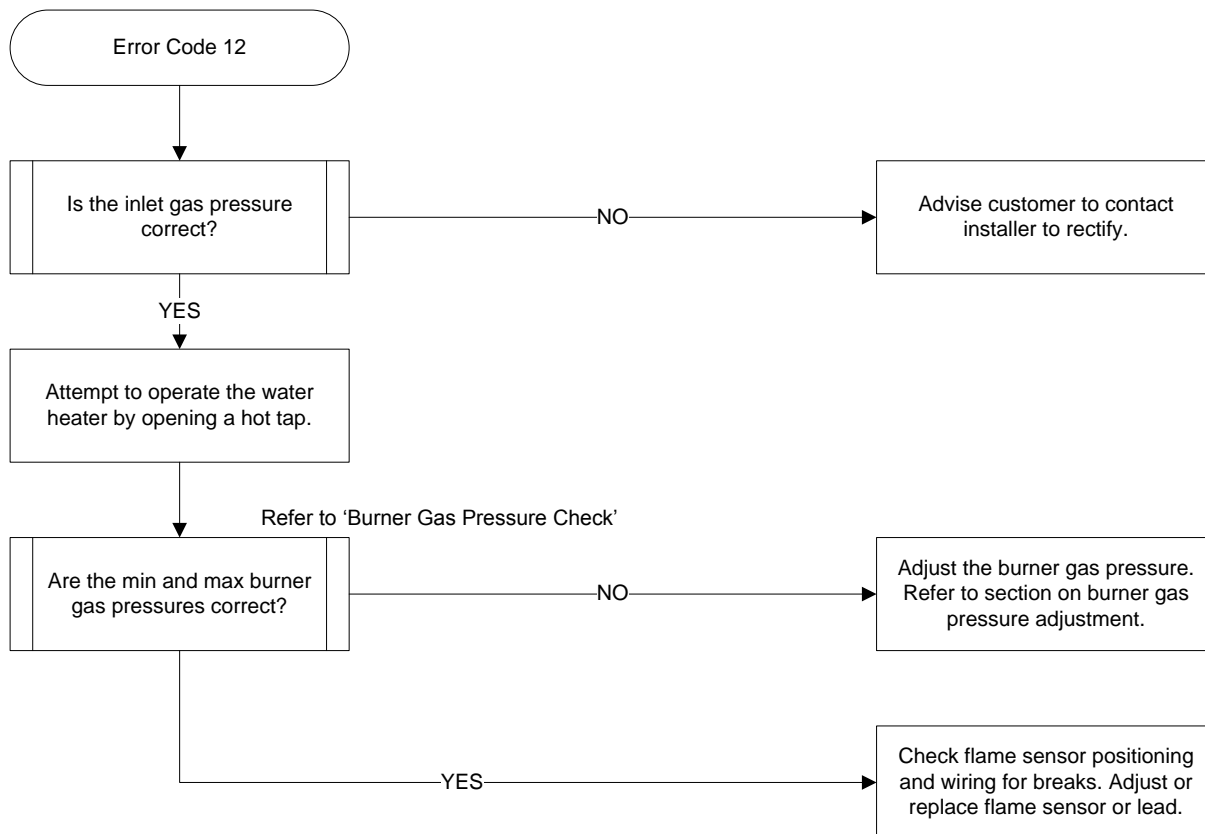 Error Code 12
Is the inlet gas pressure
correct?
NO
Advise customer to contact
installer to rectify.
YES
Attempt to operate the water
heater by opening a hot tap.
Refer to ‘Burner Gas Pressure Check’
Are the min and max burner
gas pressures correct?
NO
Adjust the burner gas pressure.
Refer to section on burner gas
pressure adjustment.
YES
Check flame sensor positioning
and wiring for breaks. Adjust or
replace flame sensor or lead.